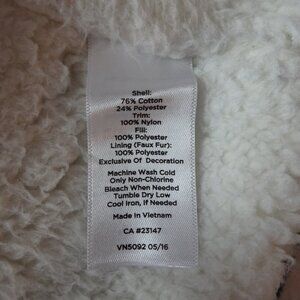 Shell:
76% Cotton
24% Polyester
Trim:
100% Nylon
Fill:
100% Polyester
Lining (Faux Fur):
100% Polyester
Exclusive Of Decoration
Machine Wash Cold
Only Non-Chlorine
Bleach When Needed
Tumble Dry Low
Cool Iron, If Needed
Made In Vietnam
CA #23147
VN5092 05/16